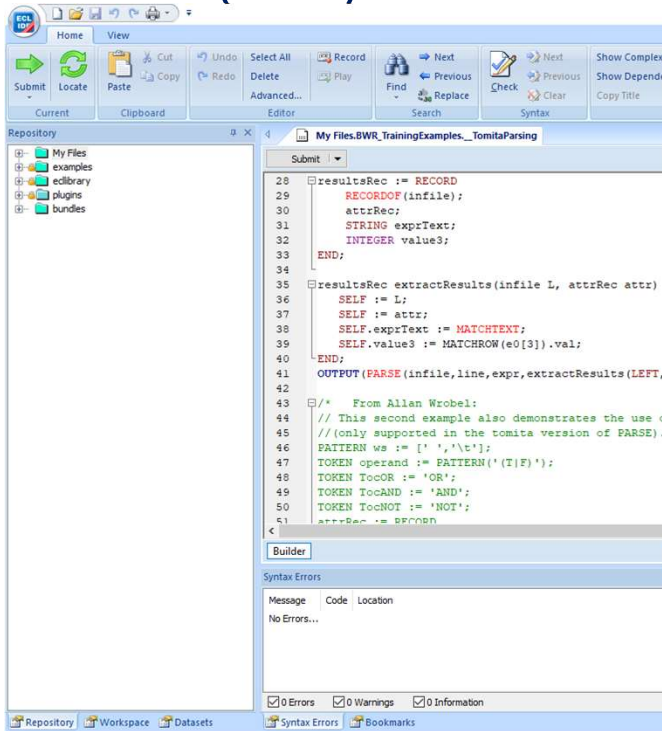 ECL
IDE
Home View
Submit Locate
Paste
Cut
Copy
Undo
Redo
Select All
Delete
Advanced...
Record
Play
Find
Next
Previous
Replace
Check
Next
Previous
Clear
Show Complex
Show Depende
Copy Title
Current Clipboard Editor Search Syntax
Repository
My Files
examples
ecllibrary
plugins
bundles
My Files.BWR_TrainingExamples.__TomitaParsing
Submit
28 resultsRec := RECORD
29 RECORDOF(infile);
30 attrRec;
31 STRING exprText;
32 INTEGER value3;
33 END;
34
35 resultsRec extractResults(infile L, attrRec attr)
36 SELF := L;
37 SELF := attr;
38 SELF.exprText := MATCHTEXT;
39 SELF.value3 := MATCHROW(e0[3]).val;
40 END;
41 OUTPUT(PARSE(infile,line,expr,extractResults(LEFT,
42
43 /* From Allan Wrobel:
44 // This second example also demonstrates the use o
45 //(only supported in the tomita version of PARSE).
46 PATTERN ws := [' ','\t'];
47 TOKEN operand := PATTERN('(T|F)');
48 TOKEN TocOR := 'OR';
49 TOKEN TocAND := 'AND';
50 TOKEN TocNOT := 'NOT';
51 attrRec := RECORD
Builder
Syntax Errors
Message Code Location
No Errors...
0 Errors 0 Warnings 0 Information
Repository Workspace Datasets
Syntax Errors Bookmarks